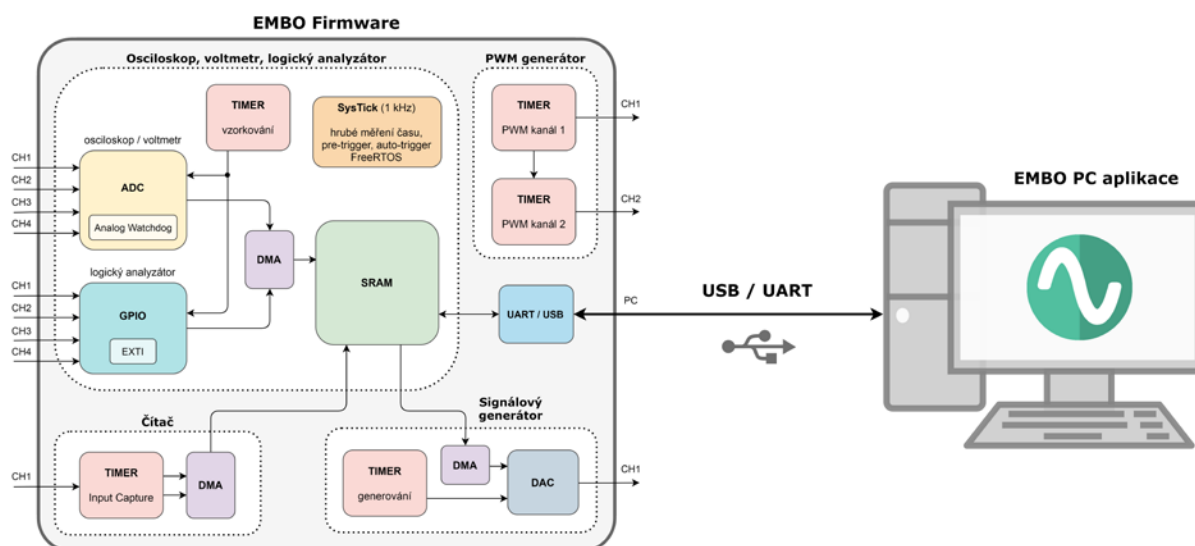 EMBO Firmware
Osciloskop, voltmetr, logický analyzátor
TIMER
vzorkování
SysTick (1 kHz)
hrubé měření času,
pre-trigger, auto-trigger
FreeRTOS
osciloskop / voltmetr
CH1
CH2
CH3
CH4
ADC
Analog Watchdog
DMA
SRAM
logický analyzátor
CH1
CH2
CH3
CH4
GPIO
EXTI
PWM generátor
TIMER
PWM kanál 1
CH1
TIMER
PWM kanál 2
CH2
UART / USB
PC
USB / UART
EMBO PC aplikace
Čítač
CH1
TIMER
Input Capture
DMA
Signálový
generátor
TIMER
generování
DMA
DAC
CH1